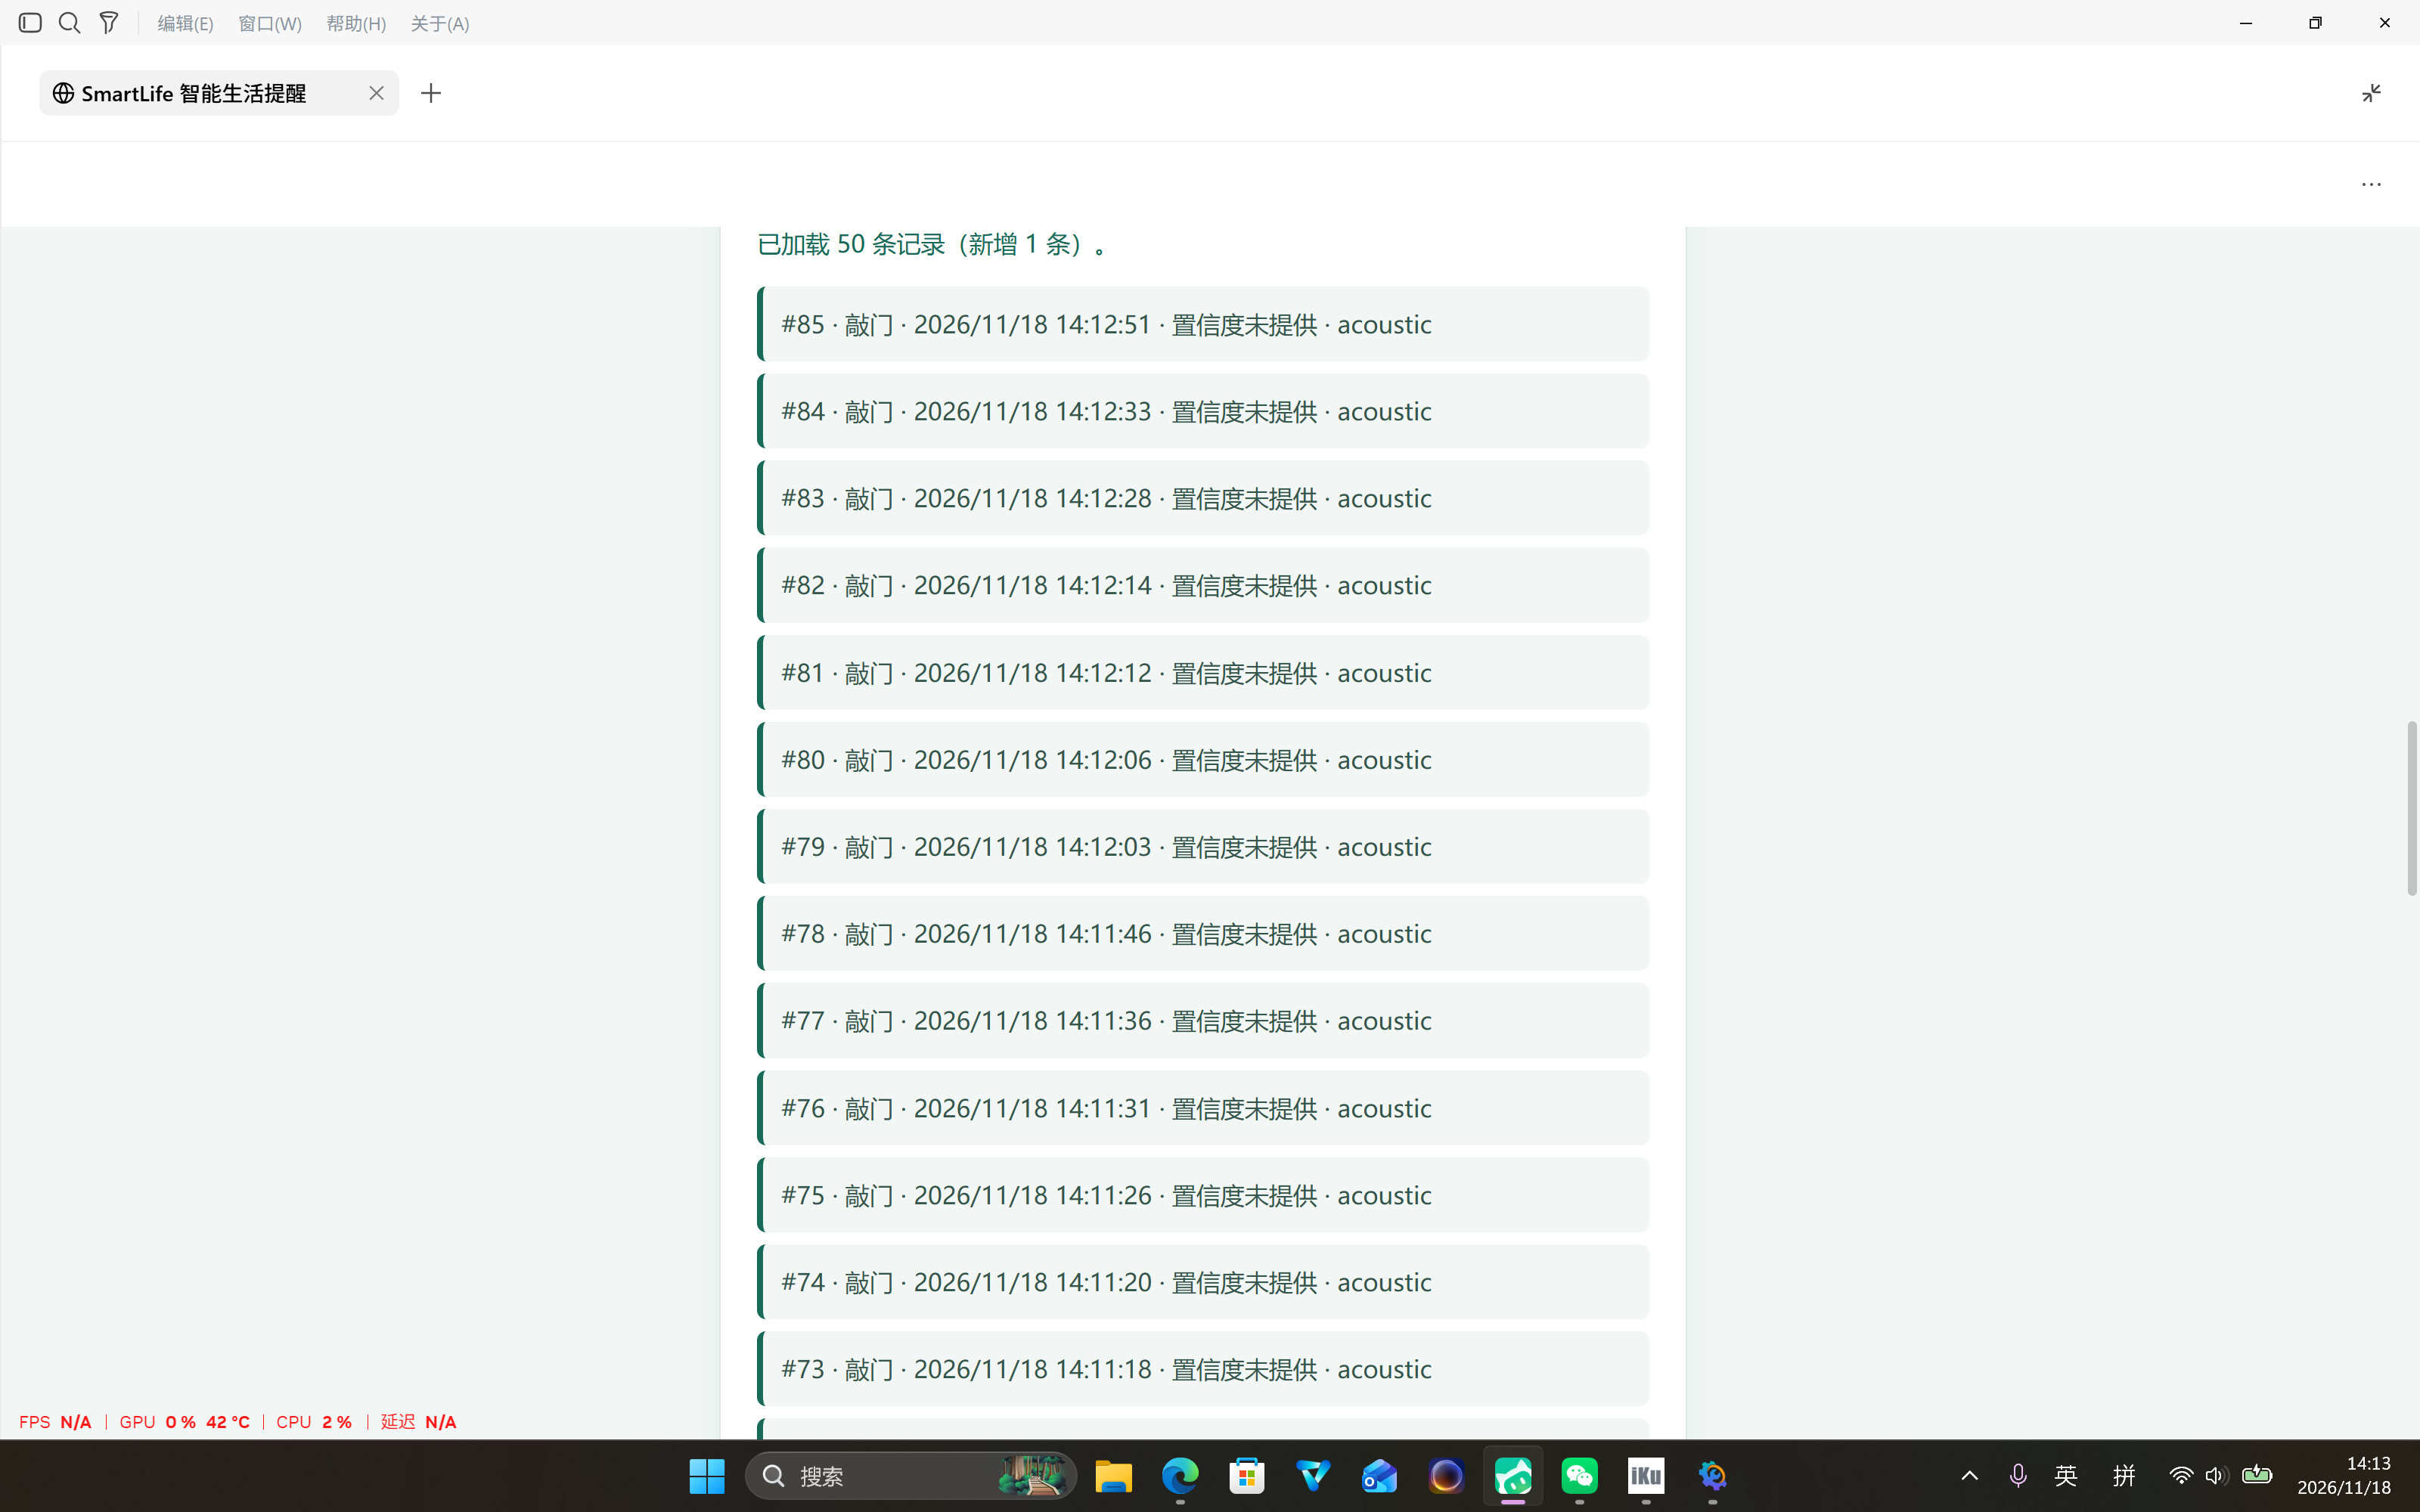 编辑(E) 窗口(W) 帮助(H) 关于(A)
SmartLife 智能生活提醒
已加载 50 条记录（新增 1 条）。
#85 · 敲门 · 2026/11/18 14:12:51 · 置信度未提供 · acoustic
#84 · 敲门 · 2026/11/18 14:12:33 · 置信度未提供 · acoustic
#83 · 敲门 · 2026/11/18 14:12:28 · 置信度未提供 · acoustic
#82 · 敲门 · 2026/11/18 14:12:14 · 置信度未提供 · acoustic
#81 · 敲门 · 2026/11/18 14:12:12 · 置信度未提供 · acoustic
#80 · 敲门 · 2026/11/18 14:12:06 · 置信度未提供 · acoustic
#79 · 敲门 · 2026/11/18 14:12:03 · 置信度未提供 · acoustic
#78 · 敲门 · 2026/11/18 14:11:46 · 置信度未提供 · acoustic
#77 · 敲门 · 2026/11/18 14:11:36 · 置信度未提供 · acoustic
#76 · 敲门 · 2026/11/18 14:11:31 · 置信度未提供 · acoustic
#75 · 敲门 · 2026/11/18 14:11:26 · 置信度未提供 · acoustic
#74 · 敲门 · 2026/11/18 14:11:20 · 置信度未提供 · acoustic
#73 · 敲门 · 2026/11/18 14:11:18 · 置信度未提供 · acoustic
FPS N/A | GPU 0 % 42 °C | CPU 2 % | 延迟 N/A
搜索
iKu
英 拼
14:13
2026/11/18